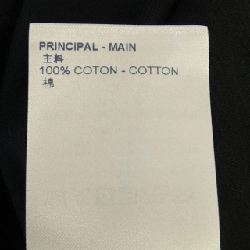 PRINCIPAL - MAIN
主料
100% COTON - COTTON
棉